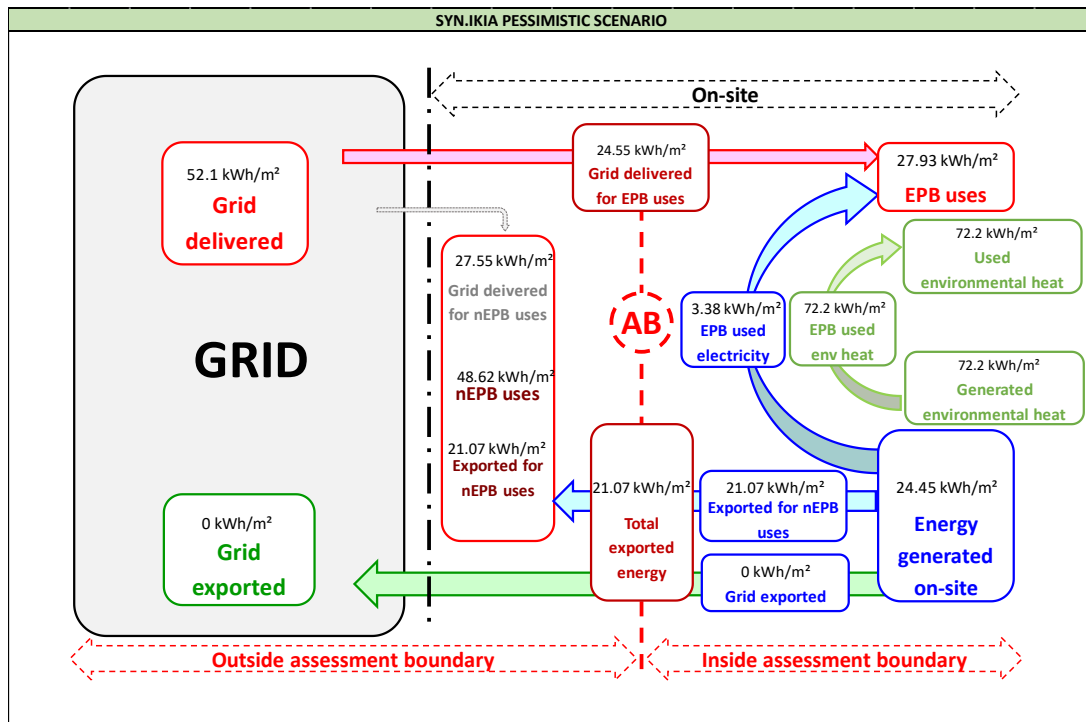 SYN.IKIA PESSIMISTIC SCENARIO
On-site
52.1 kWh/m²
Grid
delivered
24.55 kWh/m²
Grid delivered
for EPB uses
27.93 kWh/m²
EPB uses
27.55 kWh/m²
Grid deivered
for nEPB uses
48.62 kWh/m²
nEPB uses
21.07 kWh/m²
Exported for
nEPB uses
GRID
AB
3.38 kWh/m²
EPB used
electricity
72.2 kWh/m²
EPB used
env heat
72.2 kWh/m²
Used
environmental heat
72.2 kWh/m²
Generated
environmental heat
0 kWh/m²
Grid
exported
21.07 kWh/m²
Total
exported
energy
21.07 kWh/m²
Exported for nEPB
uses
0 kWh/m²
Grid exported
24.45 kWh/m²
Energy
generated
on-site
Outside assessment boundary
Inside assessment boundary